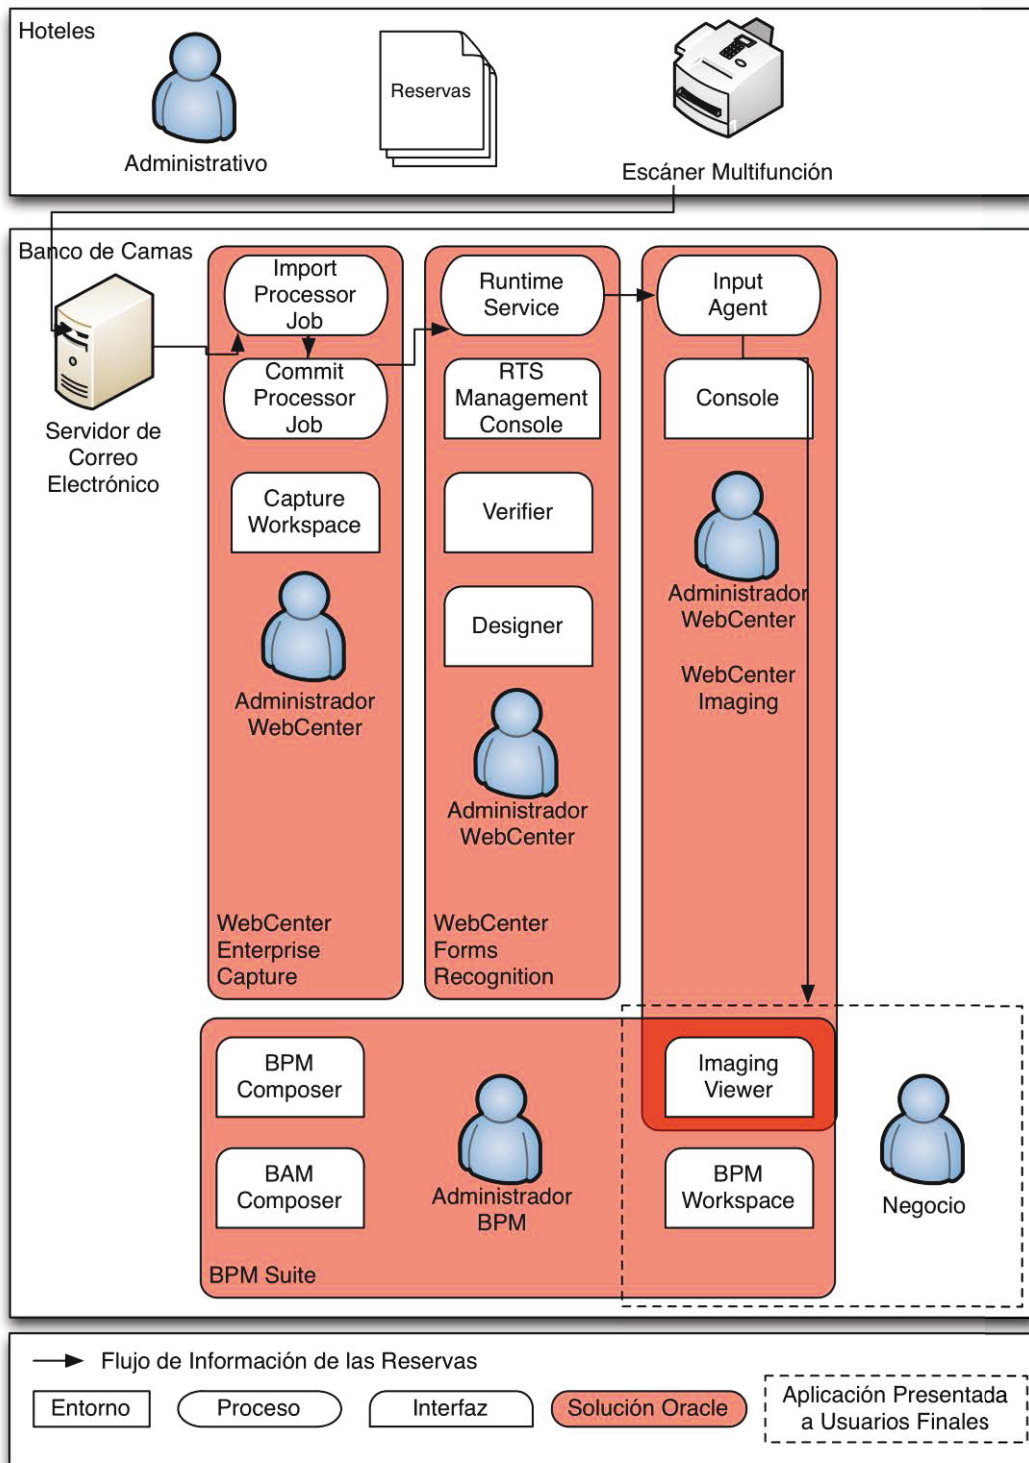 Hoteles
Administrativo
Reservas
Escáner Multifunción
Banco de Camas
Servidor de
Correo
Electrónico
Import
Processor
Job
Commit
Processor
Job
Capture
Workspace
Administrador
WebCenter
WebCenter
Enterprise
Capture
Runtime
Service
RTS
Management
Console
Verifier
Designer
Administrador
WebCenter
WebCenter
Forms
Recognition
Input
Agent
Console
Administrador
WebCenter
WebCenter
Imaging
BPM
Composer
BAM
Composer
Administrador
BPM
BPM Suite
Imaging
Viewer
BPM
Workspace
Negocio
Flujo de Información de las Reservas
Entorno
Proceso
Interfaz
Solución Oracle
Aplicación Presentada
a Usuarios Finales